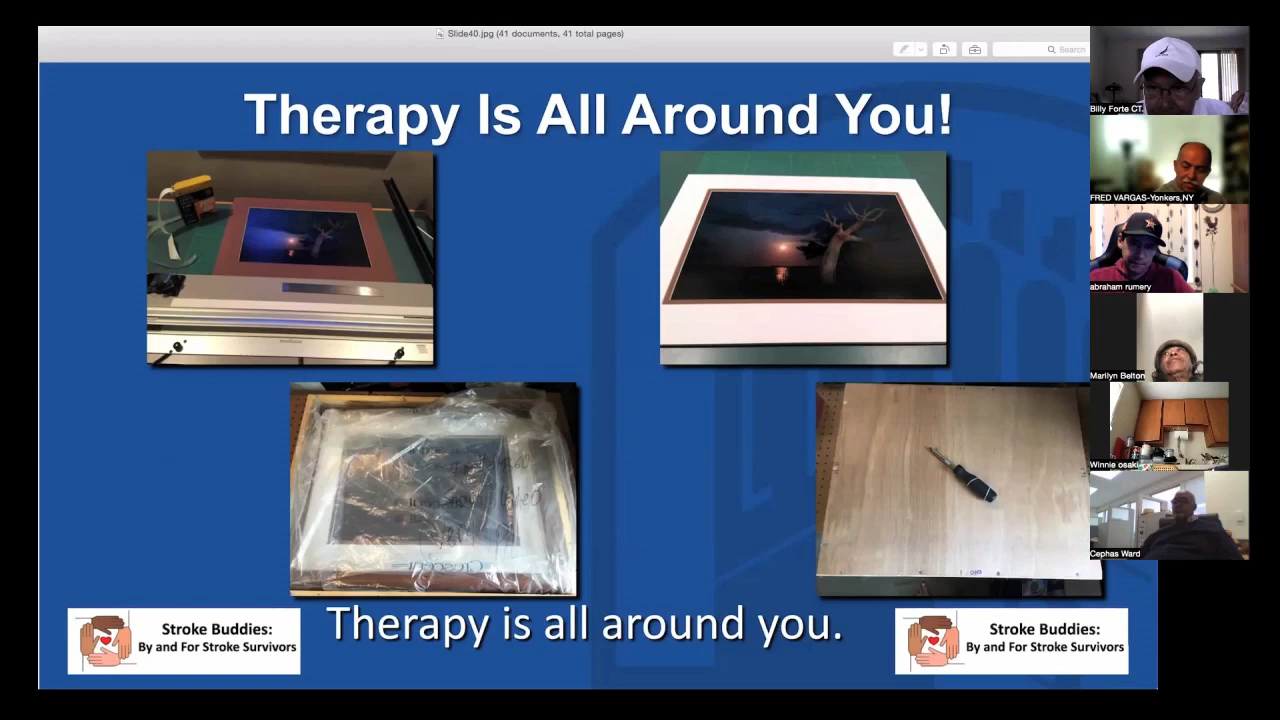 Slide40.jpg (41 documents, 41 total pages)
Search
Therapy Is All Around You!
Billy Forte CT.
FRED VARGAS-Yonkers,NY
abraham rumery
Marilyn Belton
Winnie osaki
Cephas Ward
Crescent
Therapy is all around you.
Stroke Buddies:
By and For Stroke Survivors
Stroke Buddies:
By and For Stroke Survivors